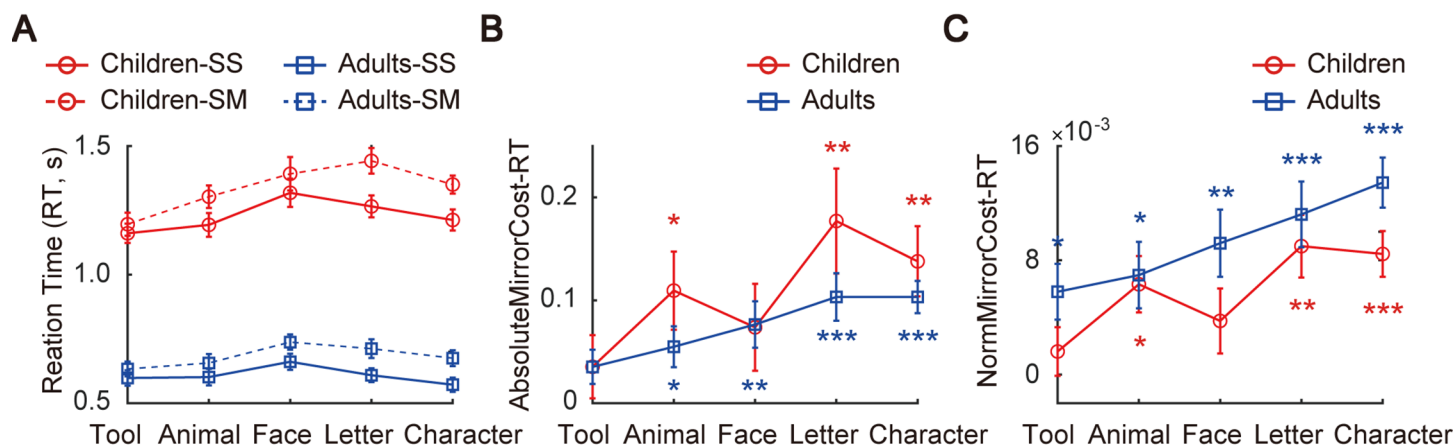 A
Children-SS
Adults-SS
Children-SM
Adults-SM
Reation Time (RT, s)
1.5
1.0
0.5
Tool Animal Face Letter Character
B
Children
Adults
AbsoluteMirrorCost-RT
0.2
0.1
0
**
*
**
*
**
***
***
Tool Animal Face Letter Character
C
Children
Adults
NormMirrorCost-RT
×10-3
16
8
0
***
***
**
*
*
**
***
*
Tool Animal Face Letter Character